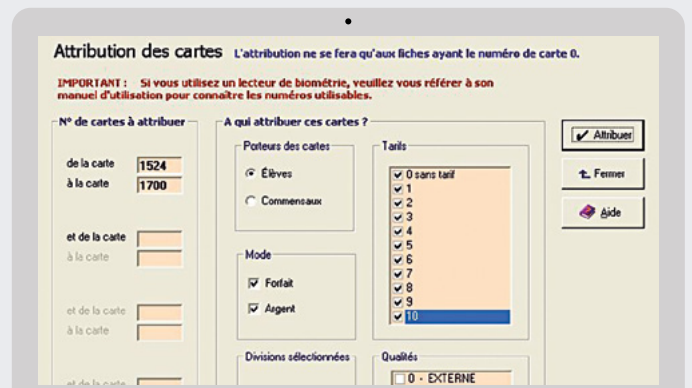 Attribution des cartes L'attribution ne se fera qu'aux fiches ayant le numéro de carte 0.
IMPORTANT : Si vous utilisez un lecteur de biométrie, veuillez vous référer à son
manuel d'utilisation pour connaître les numéros utilisables.
N° de cartes à attribuer
de la carte 1524
à la carte 1700
et de la carte
à la carte
et de la carte
à la carte
et de la carte
A qui attribuer ces cartes ?
Porteurs des cartes
Élèves
Commensaux
Mode
Forfait
Argent
Divisions sélectionnées
Tarifs
0 sans tarif
1
2
3
4
5
6
7
8
9
10
Qualités
0 - EXTERNE
Attribuer
Fermer
Aide